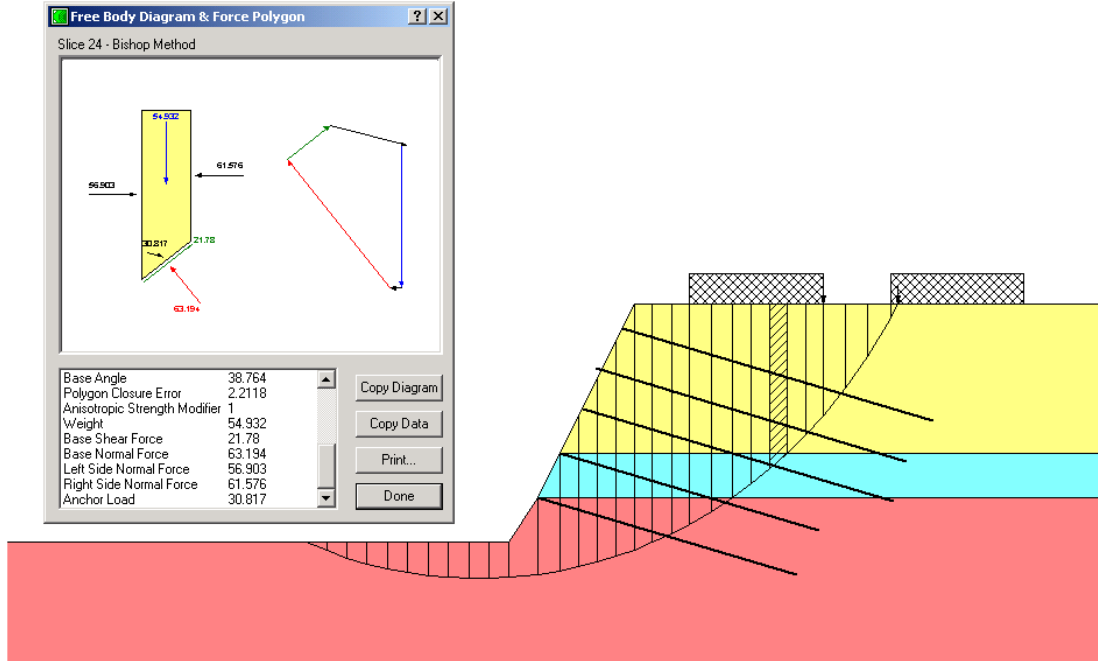 Free Body Diagram & Force Polygon
Slice 24 - Bishop Method
54.932
61.576
56.903
30.817
21.78
63.194
Base Angle 38.764
Polygon Closure Error 2.2118
Anisotropic Strength Modifier 1
Weight 54.932
Base Shear Force 21.78
Base Normal Force 63.194
Left Side Normal Force 56.903
Right Side Normal Force 61.576
Anchor Load 30.817
Copy Diagram
Copy Data
Print...
Done